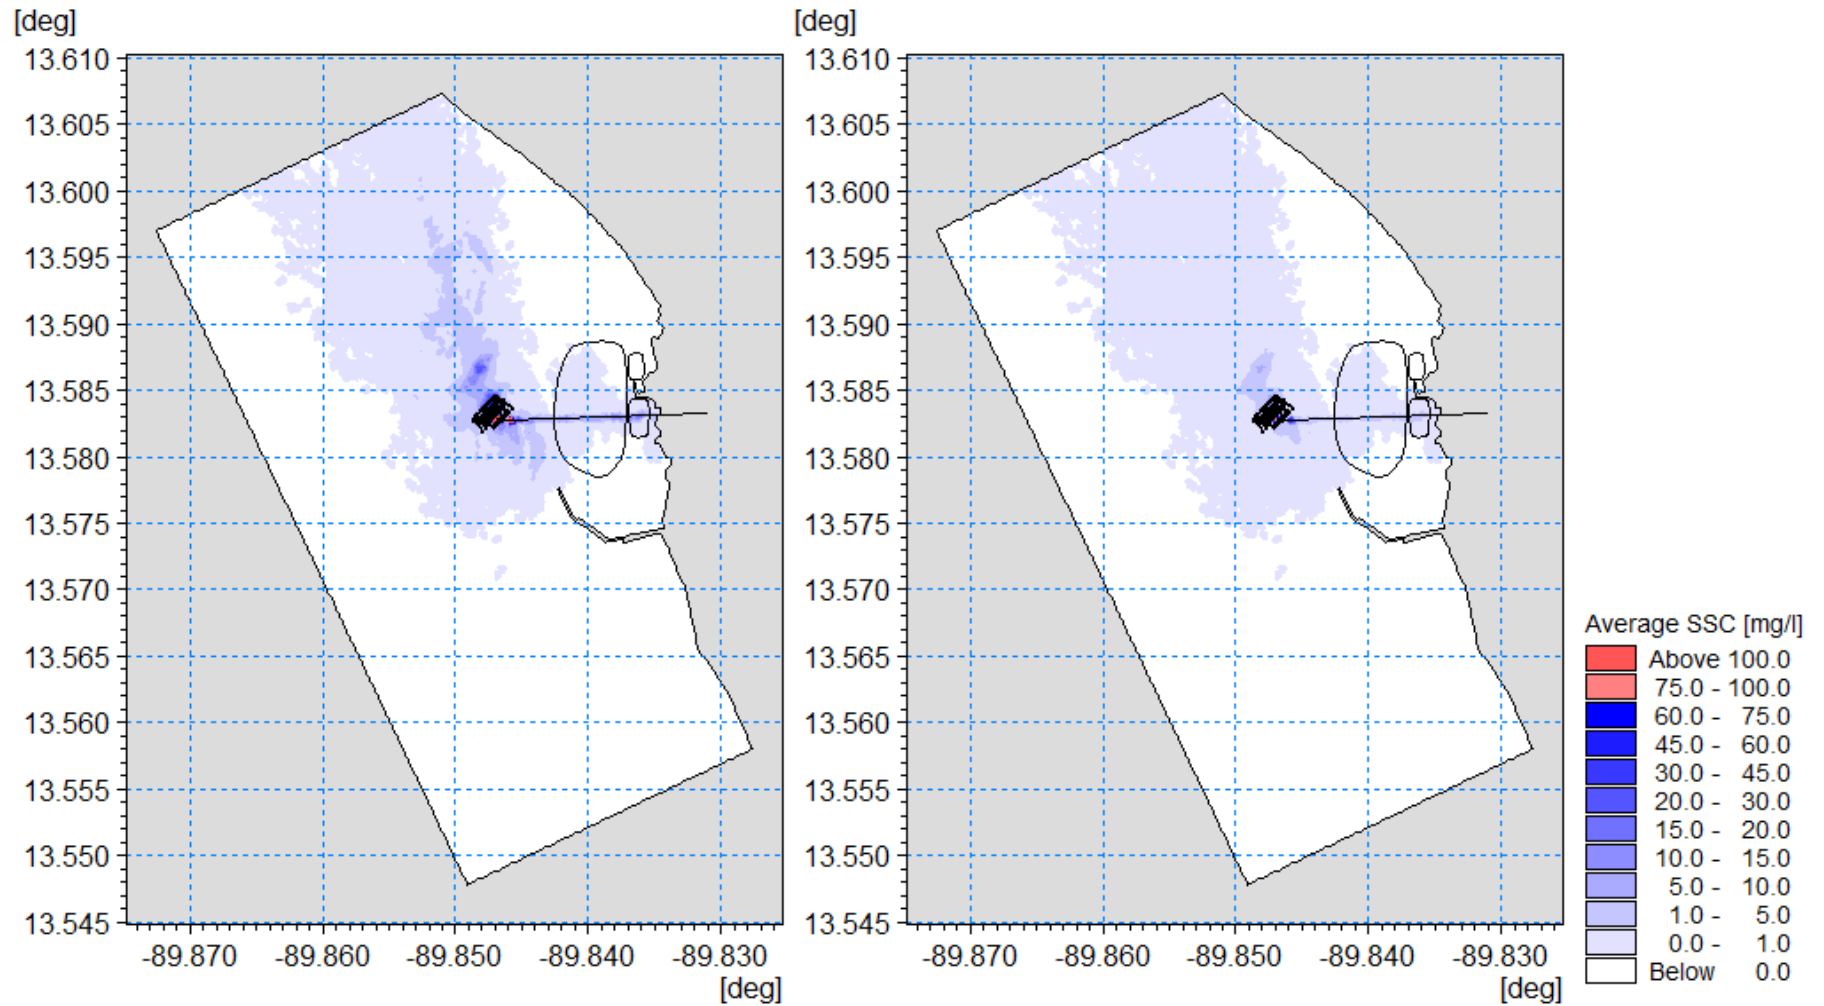 [deg]
13.610
13.605
13.600
13.595
13.590
13.585
13.580
13.575
13.570
13.565
13.560
13.555
13.550
13.545
-89.870 -89.860 -89.850 -89.840 -89.830
[deg]
[deg]
13.610
13.605
13.600
13.595
13.590
13.585
13.580
13.575
13.570
13.565
13.560
13.555
13.550
13.545
-89.870 -89.860 -89.850 -89.840 -89.830
[deg]
Average SSC [mg/l]
Above 100.0
75.0 - 100.0
60.0 - 75.0
45.0 - 60.0
30.0 - 45.0
20.0 - 30.0
15.0 - 20.0
10.0 - 15.0
5.0 - 10.0
1.0 - 5.0
0.0 - 1.0
Below 0.0